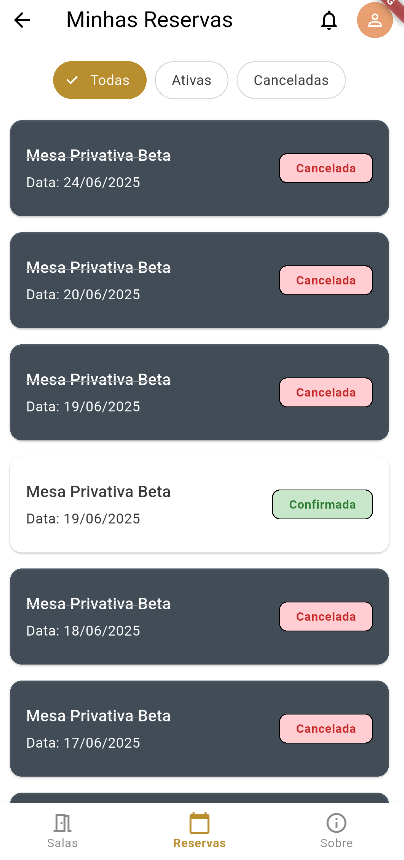 Minhas Reservas
Todas
Ativas
Canceladas
Mesa Privativa Beta
Cancelada
Data: 24/06/2025
Mesa Privativa Beta
Cancelada
Data: 20/06/2025
Mesa Privativa Beta
Cancelada
Data: 19/06/2025
Mesa Privativa Beta
Confirmada
Data: 19/06/2025
Mesa Privativa Beta
Cancelada
Data: 18/06/2025
Mesa Privativa Beta
Cancelada
Data: 17/06/2025
Salas
Reservas
Sobre